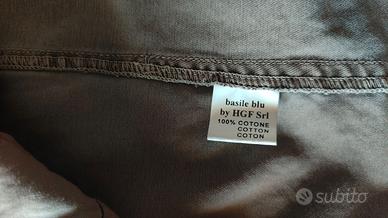 basile blu
by HGF Srl
100% COTONE
COTTON
COTON
subito